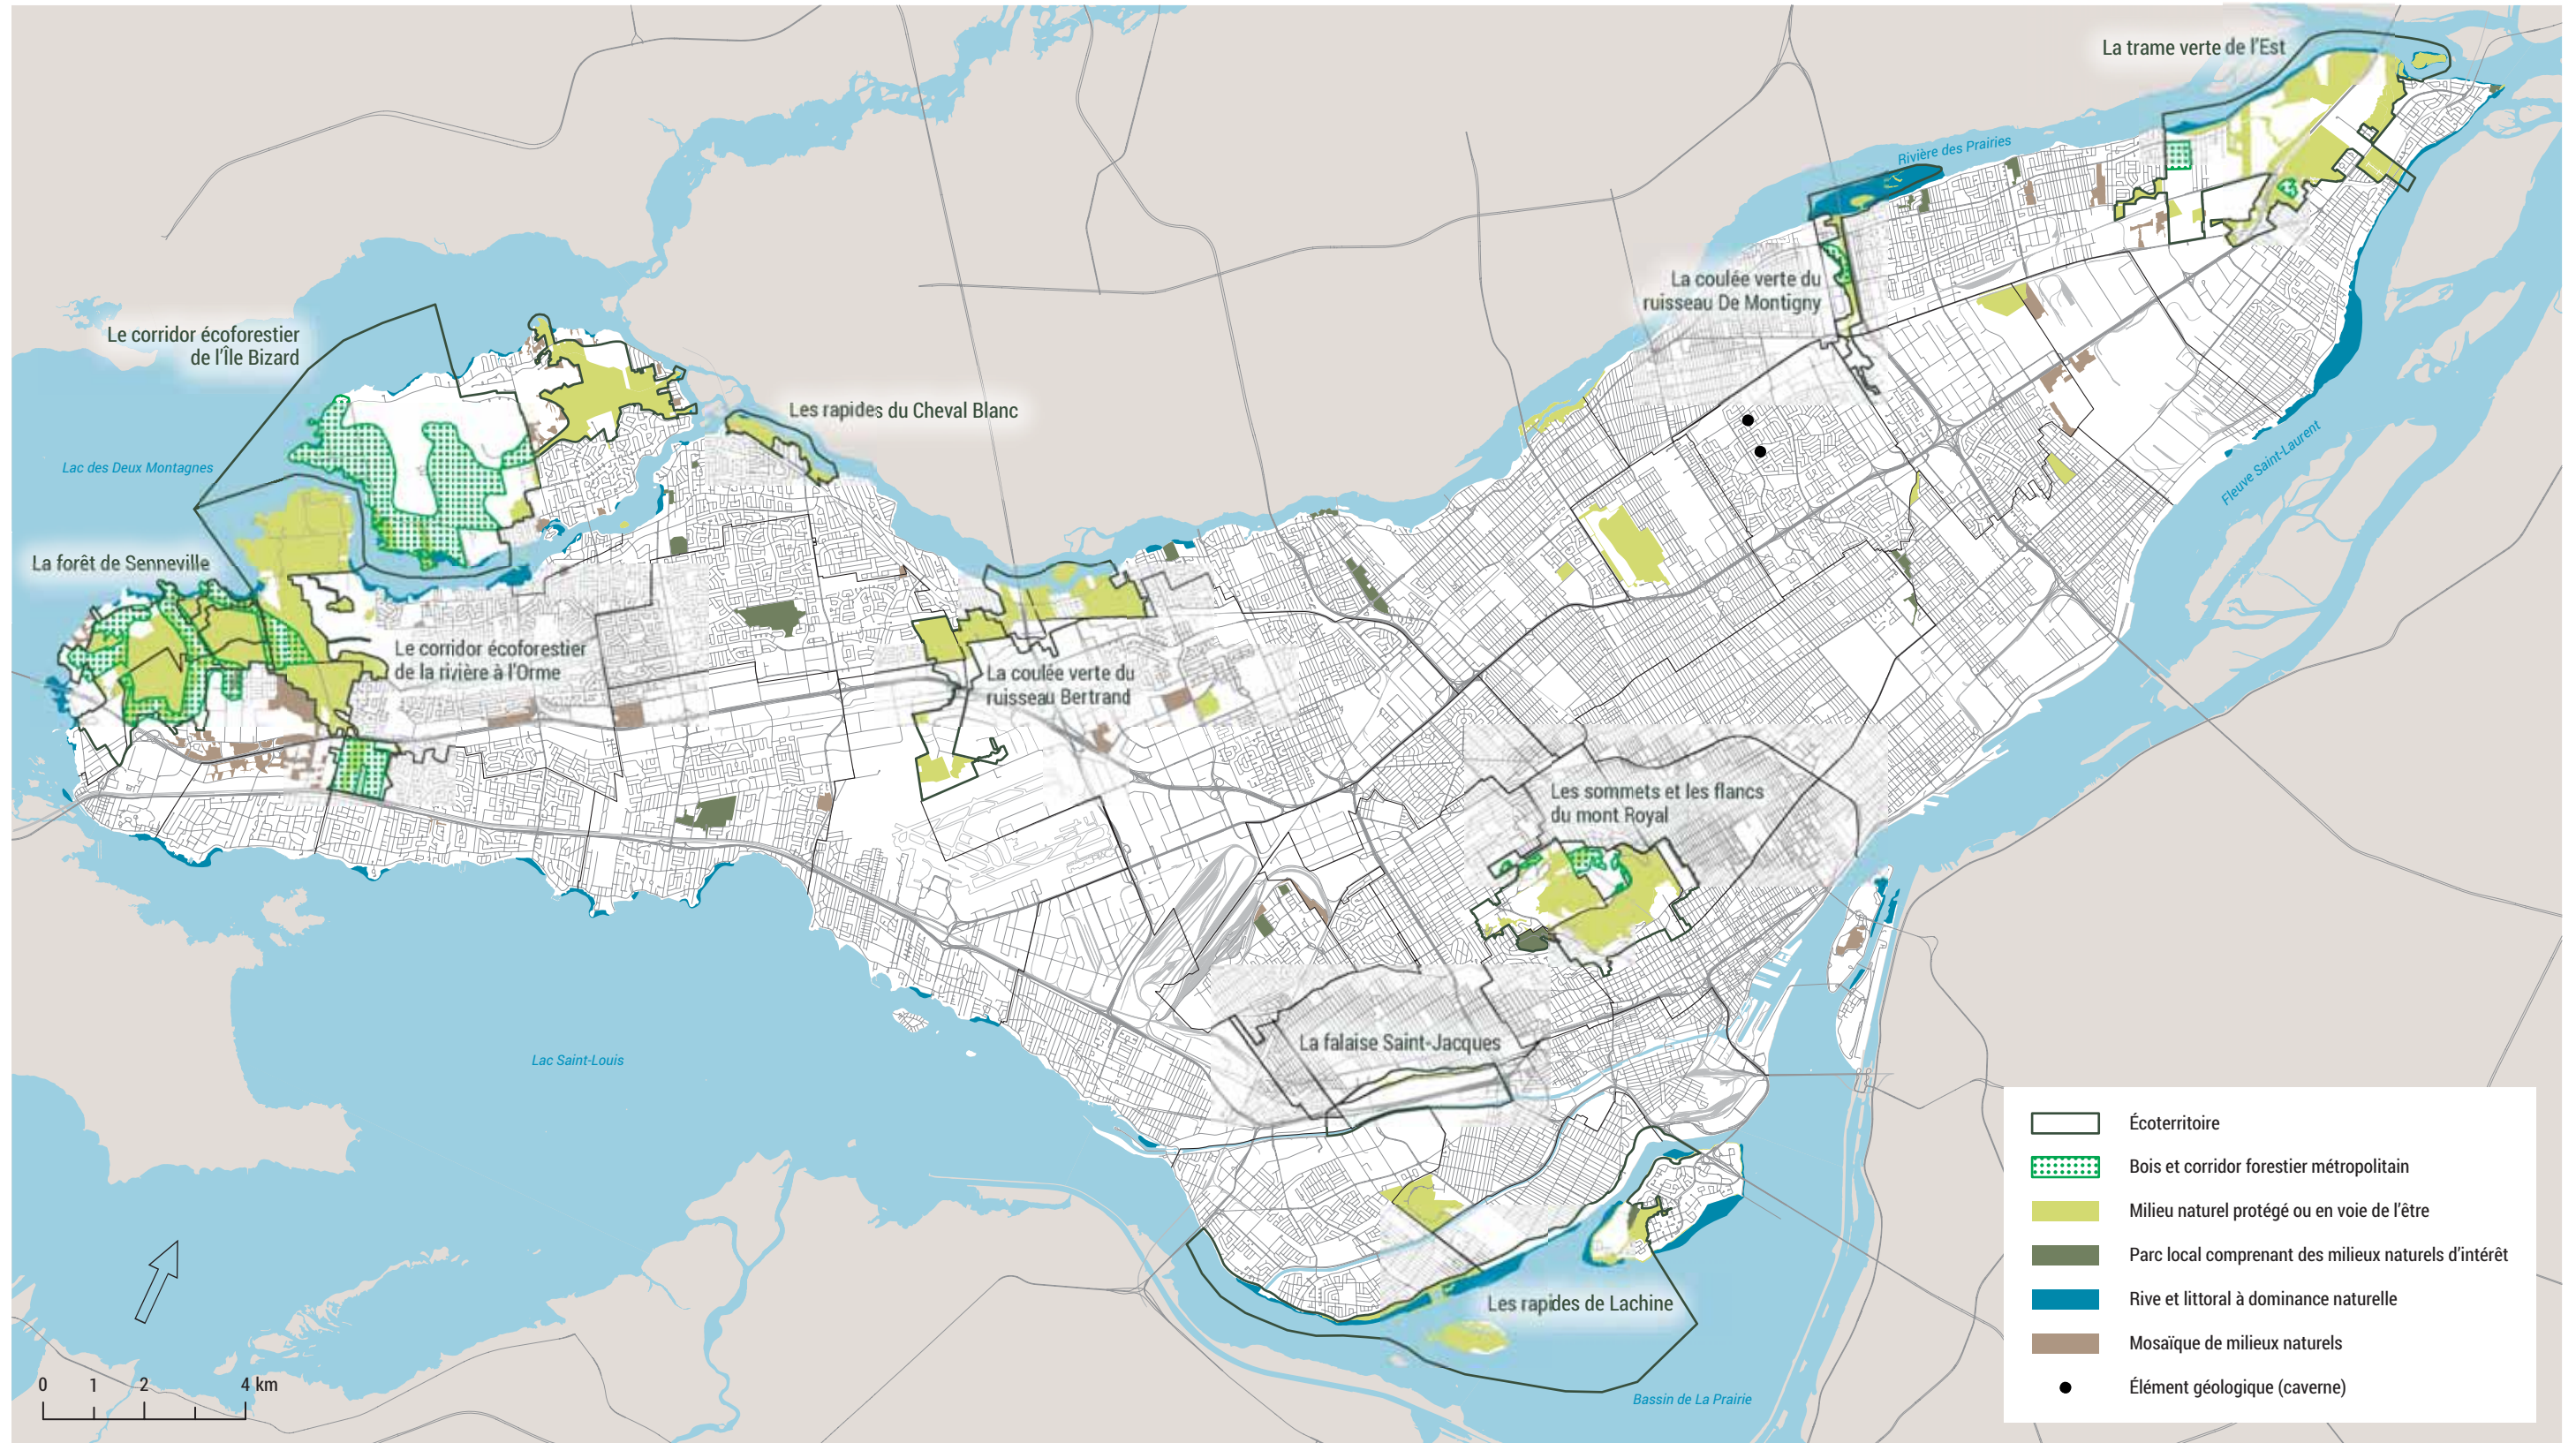 La trame verte de l'Est
Rivière des Prairies
La coulée verte du
ruisseau De Montigny
Le corridor écoforestier
de l'Île Bizard
Les rapides du Cheval Blanc
Lac des Deux Montagnes
Fleuve Saint-Laurent
La forêt de Senneville
Le corridor écoforestier
de la rivière à l'Orme
La coulée verte du
ruisseau Bertrand
Les sommets et les flancs
du mont Royal
La falaise Saint-Jacques
Lac Saint-Louis
Les rapides de Lachine
Bassin de La Prairie
0 1 2 4 km
Écoterritoire
Bois et corridor forestier métropolitain
Milieu naturel protégé ou en voie de l'être
Parc local comprenant des milieux naturels d'intérêt
Rive et littoral à dominance naturelle
Mosaïque de milieux naturels
Élément géologique (caverne)